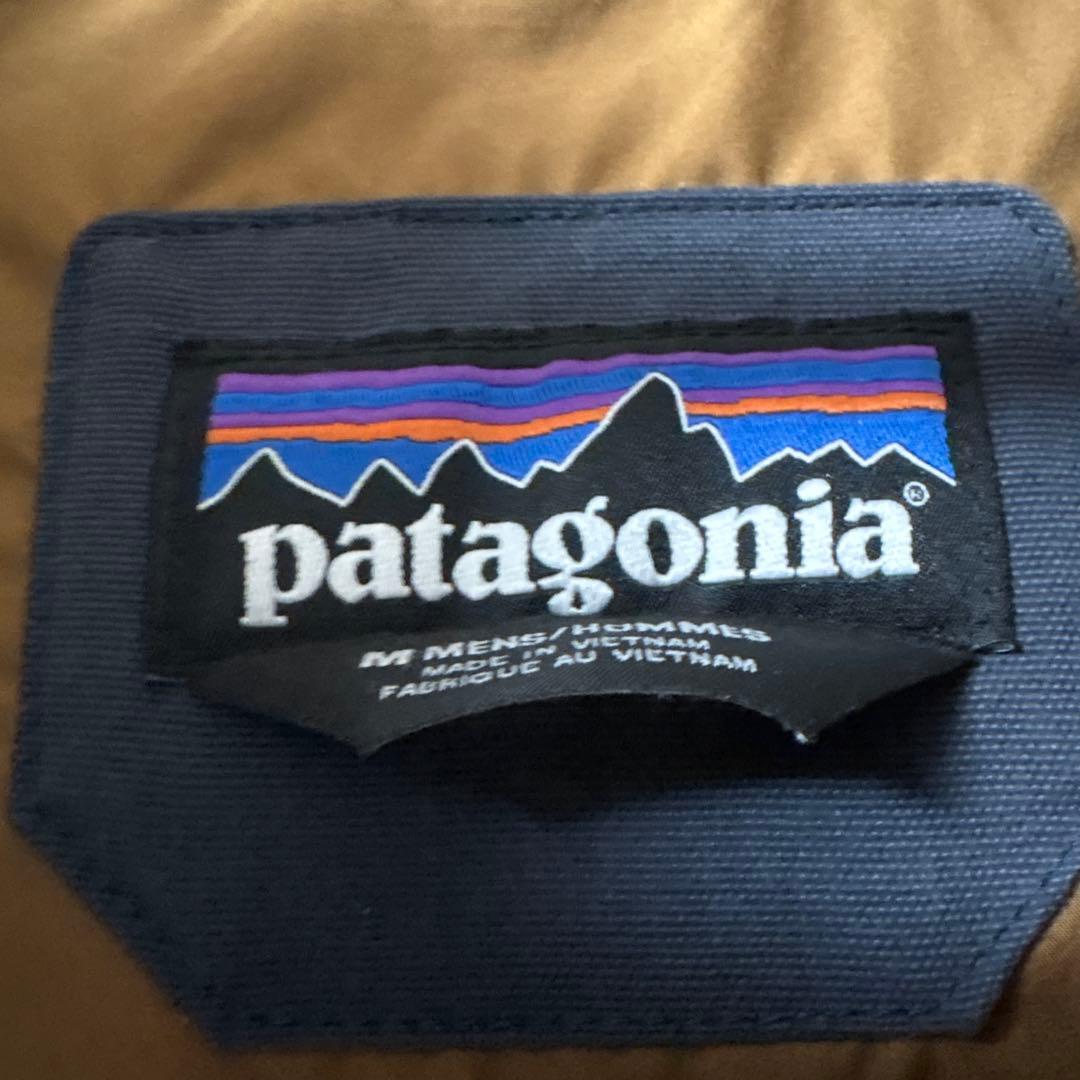 patagonia®
M MENS/HOMMES
MADE IN VIETNAM
FABRIQUE AU VIETNAM